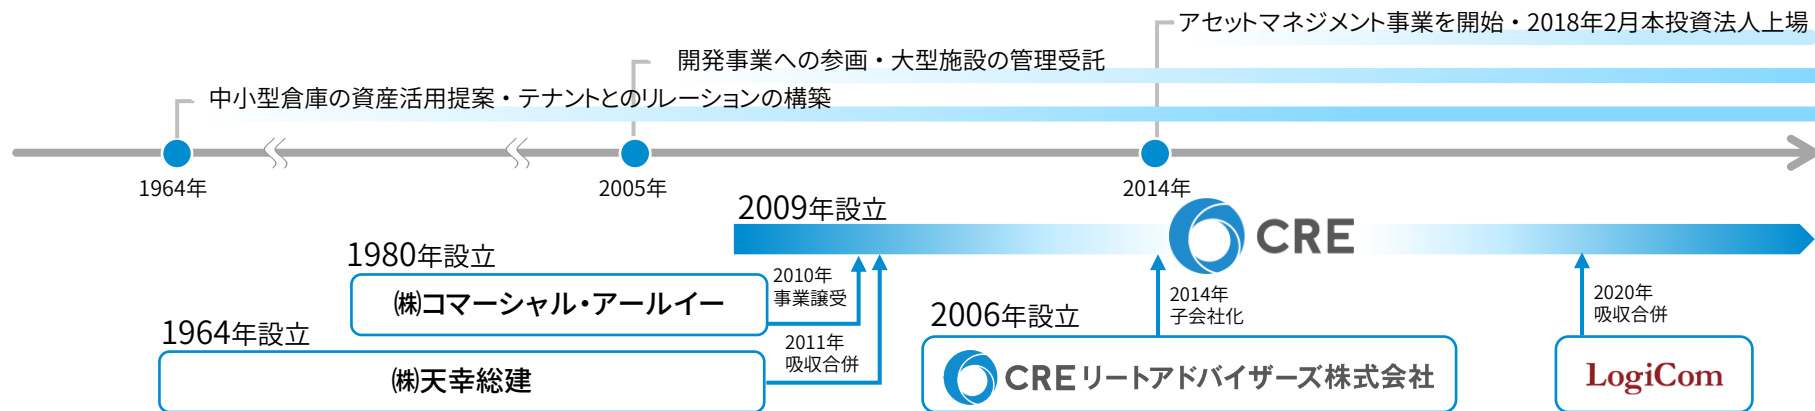 アセットマネジメント事業を開始・2018年2月本投資法人上場
開発事業への参画・大型施設の管理受託
中小型倉庫の資産活用提案・テナントとのリレーションの構築
1964年
2005年
2014年
2009年設立
CRE
1980年設立
㈱コマーシャル・アールイー
2010年
事業譲受
1964年設立
㈱天幸総建
2011年
吸収合併
2006年設立
CREリートアドバイザーズ株式会社
2014年
子会社化
2020年
吸収合併
LogiCom